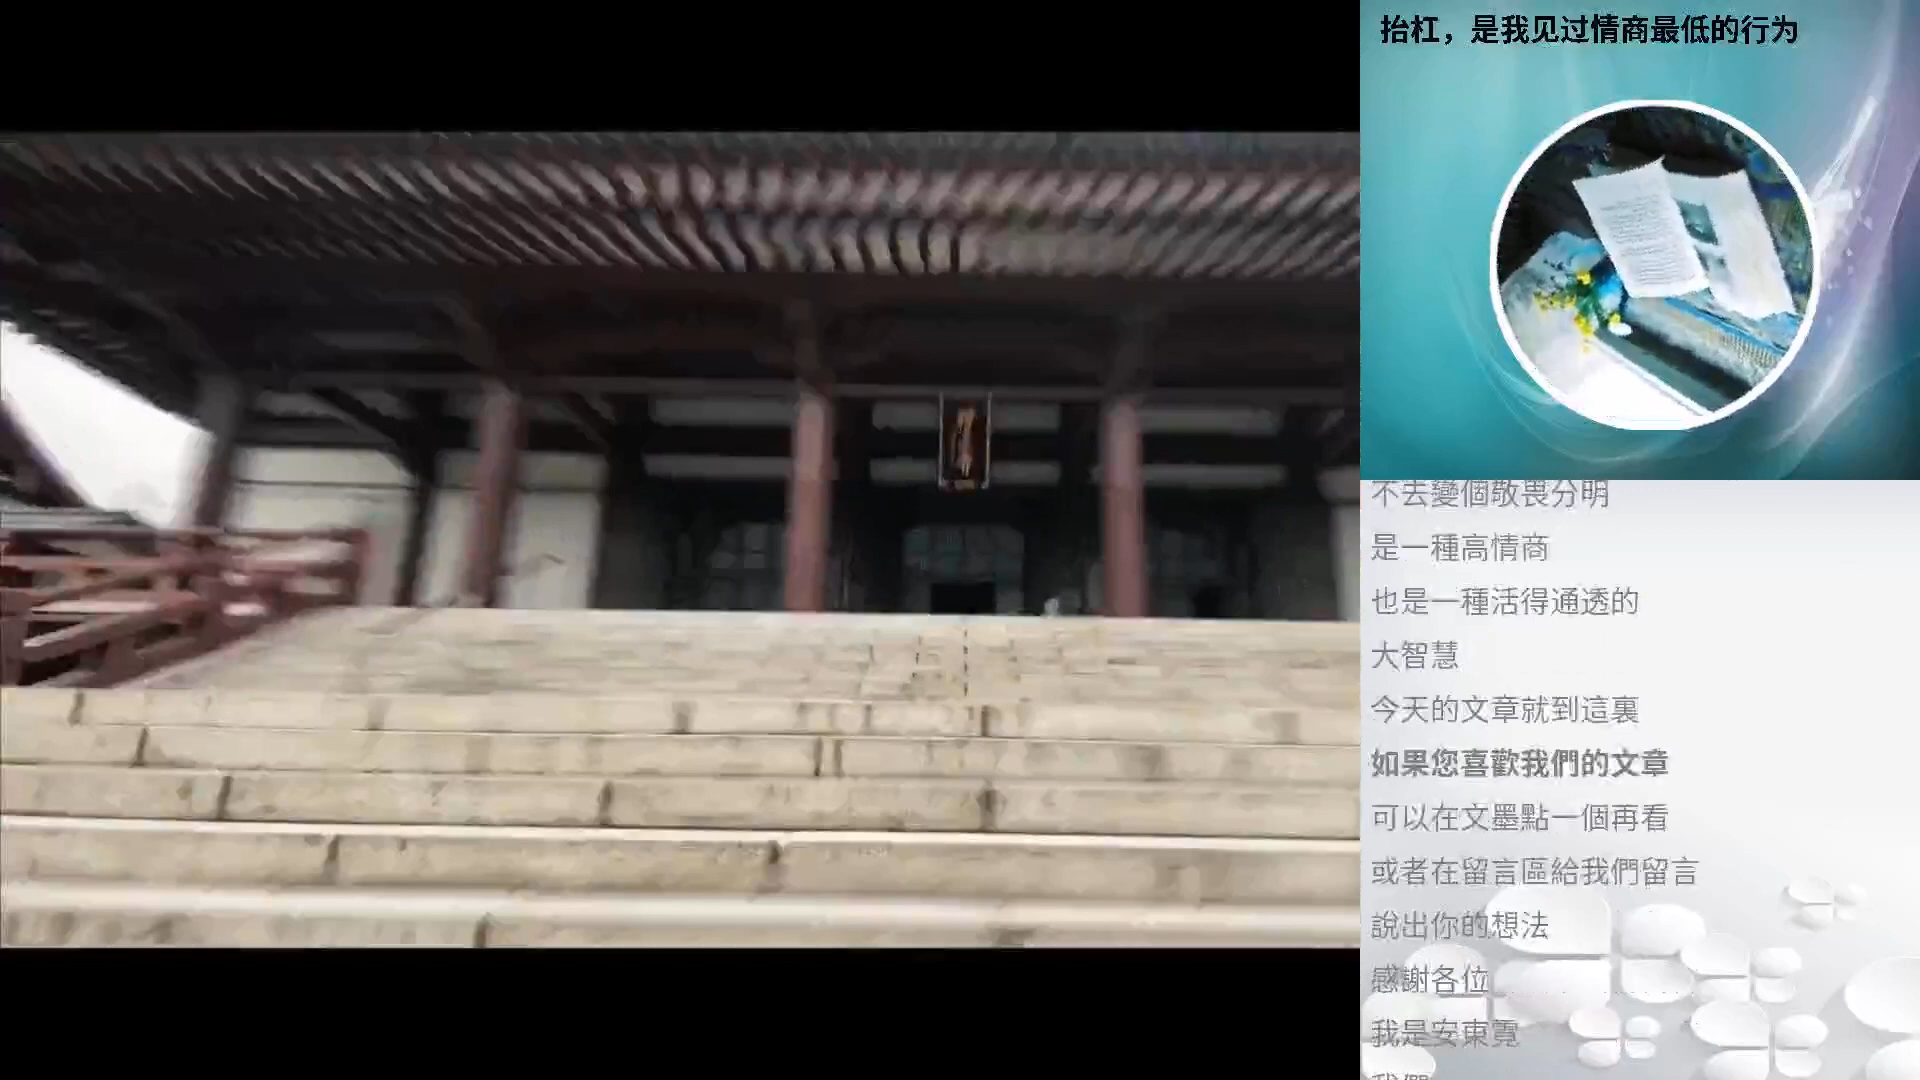 抬杠，是我见过情商最低的行为
不去變個敬畏分明
是一種高情商
也是一種活得通透的
大智慧
今天的文章就到這裏
如果您喜歡我們的文章
可以在文墨點一個再看
或者在留言區給我們留言
說出你的想法
感謝各位
我是安東霓
我們